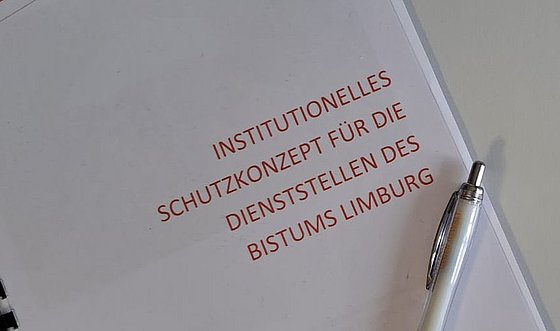 INSTITUTIONELLES
SCHUTZKONZEPT FÜR DIE
DIENSTSTELLEN DES
BISTUMS LIMBURG